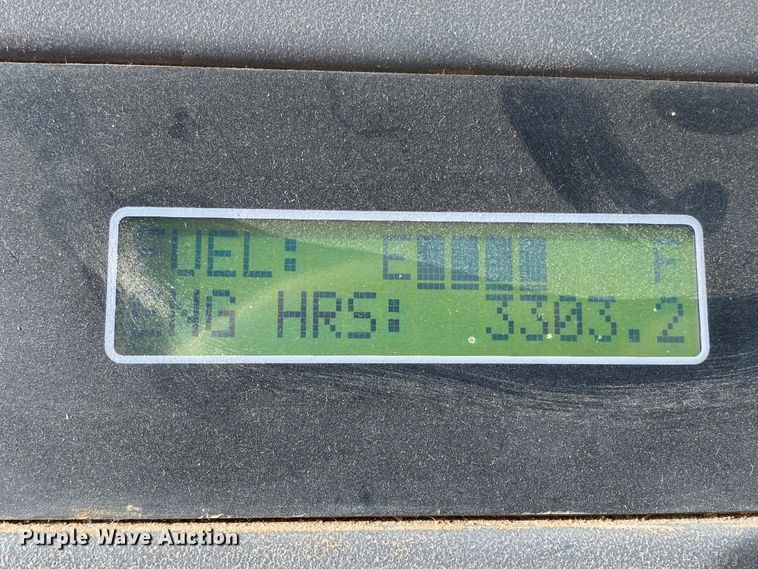 FUEL: E F
ENG HRS: 3303.2
Purple Wave Auction